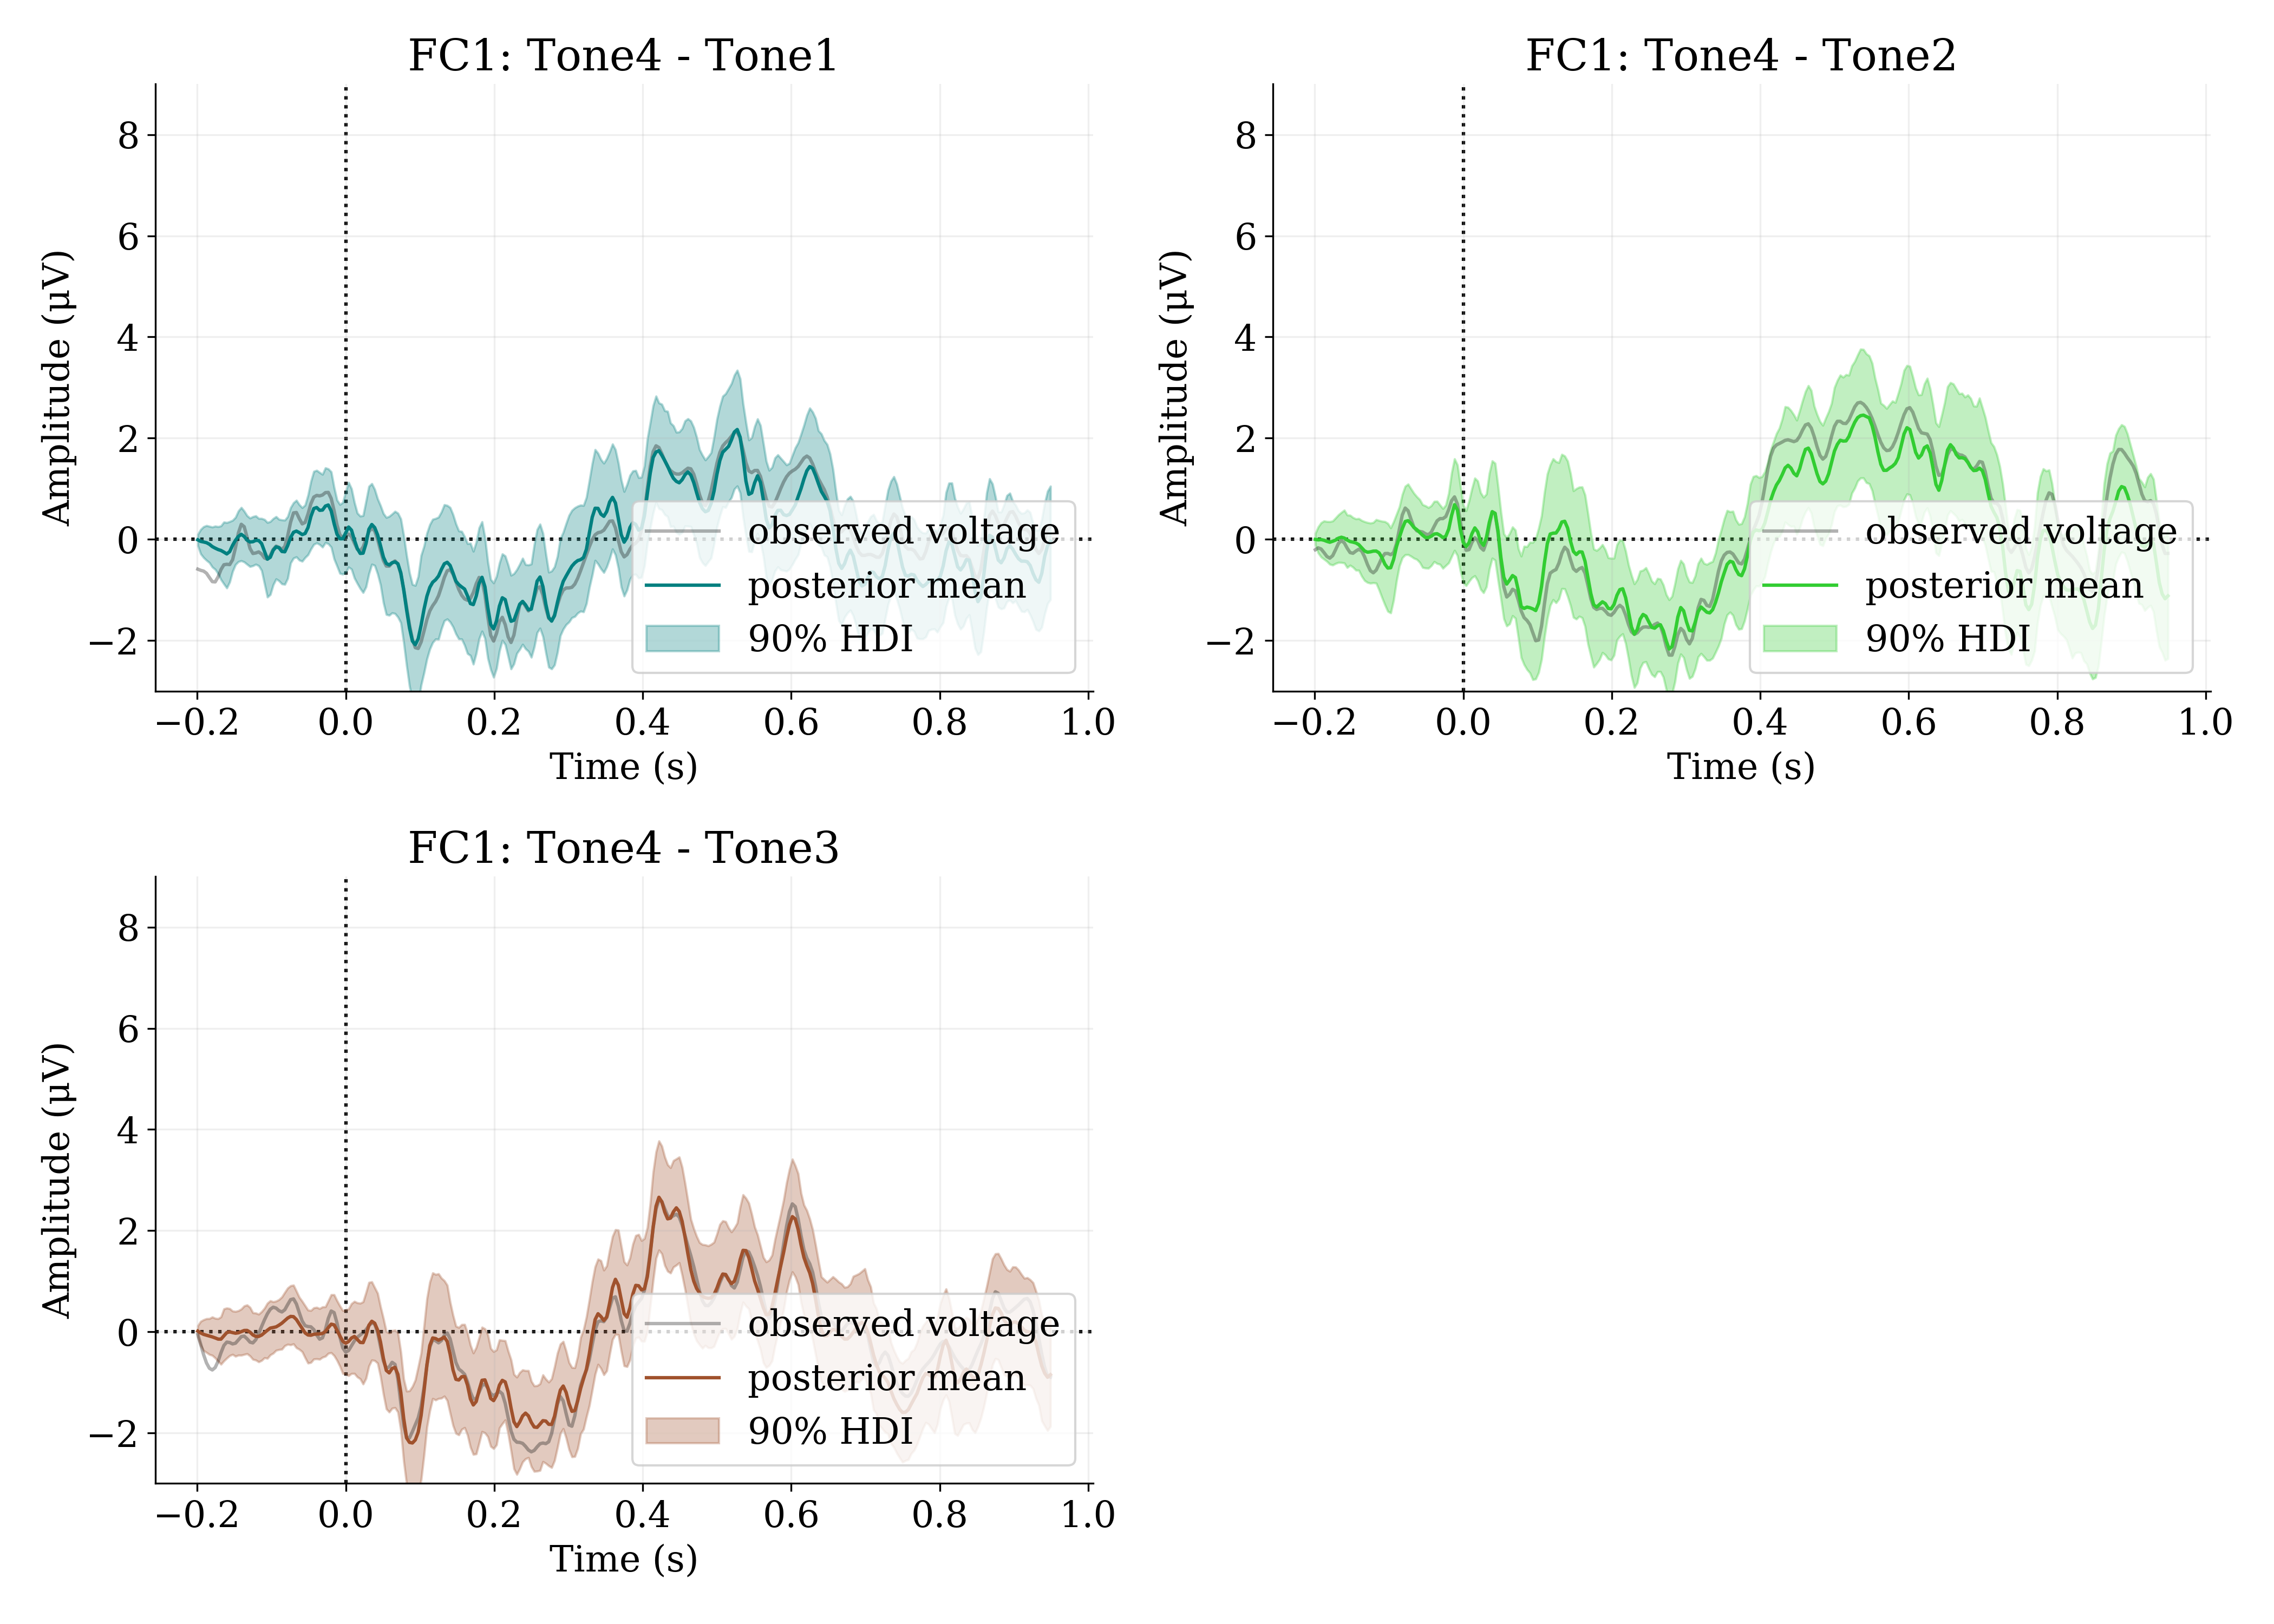 FC1: Tone4 - Tone1
Amplitude (μV)
8
6
4
2
0
−2
observed voltage
posterior mean
90% HDI
−0.2 0.0 0.2 0.4 0.6 0.8 1.0
Time (s)
FC1: Tone4 - Tone2
Amplitude (μV)
8
6
4
2
0
−2
observed voltage
posterior mean
90% HDI
−0.2 0.0 0.2 0.4 0.6 0.8 1.0
Time (s)
FC1: Tone4 - Tone3
Amplitude (μV)
8
6
4
2
0
−2
observed voltage
posterior mean
90% HDI
−0.2 0.0 0.2 0.4 0.6 0.8 1.0
Time (s)